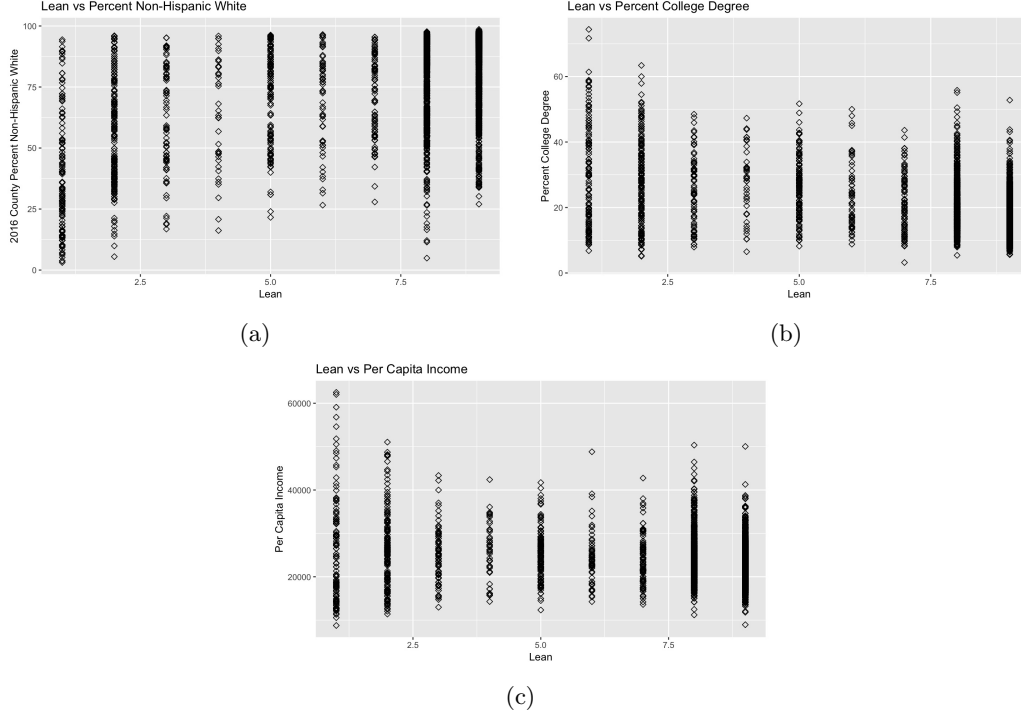 Lean vs Percent Non-Hispanic White
2016 County Percent Non-Hispanic White
100
75
50
25
0
2.5 5.0 7.5
Lean
(a)
Lean vs Percent College Degree
Percent College Degree
60
40
20
0
2.5 5.0 7.5
Lean
(b)
Lean vs Per Capita Income
Per Capita Income
60000
40000
20000
2.5 5.0 7.5
Lean
(c)